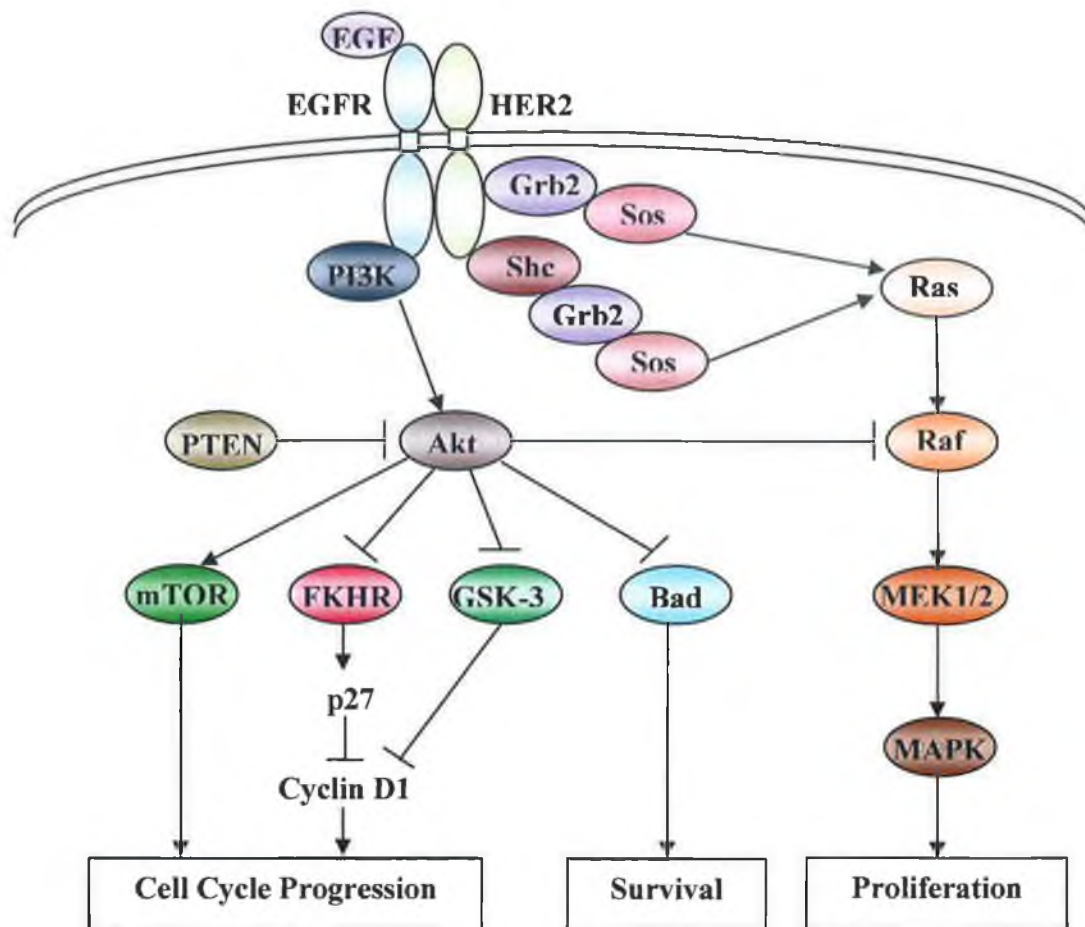 EGF
EGFR HER2
Grb2
Sos
PI3K
Shc
Grb2
Sos
Ras
PTEN
Akt
Raf
mTOR
FKHR
GSK-3
Bad
MEK1/2
p27
MAPK
Cyclin D1
Cell Cycle Progression
Survival
Proliferation